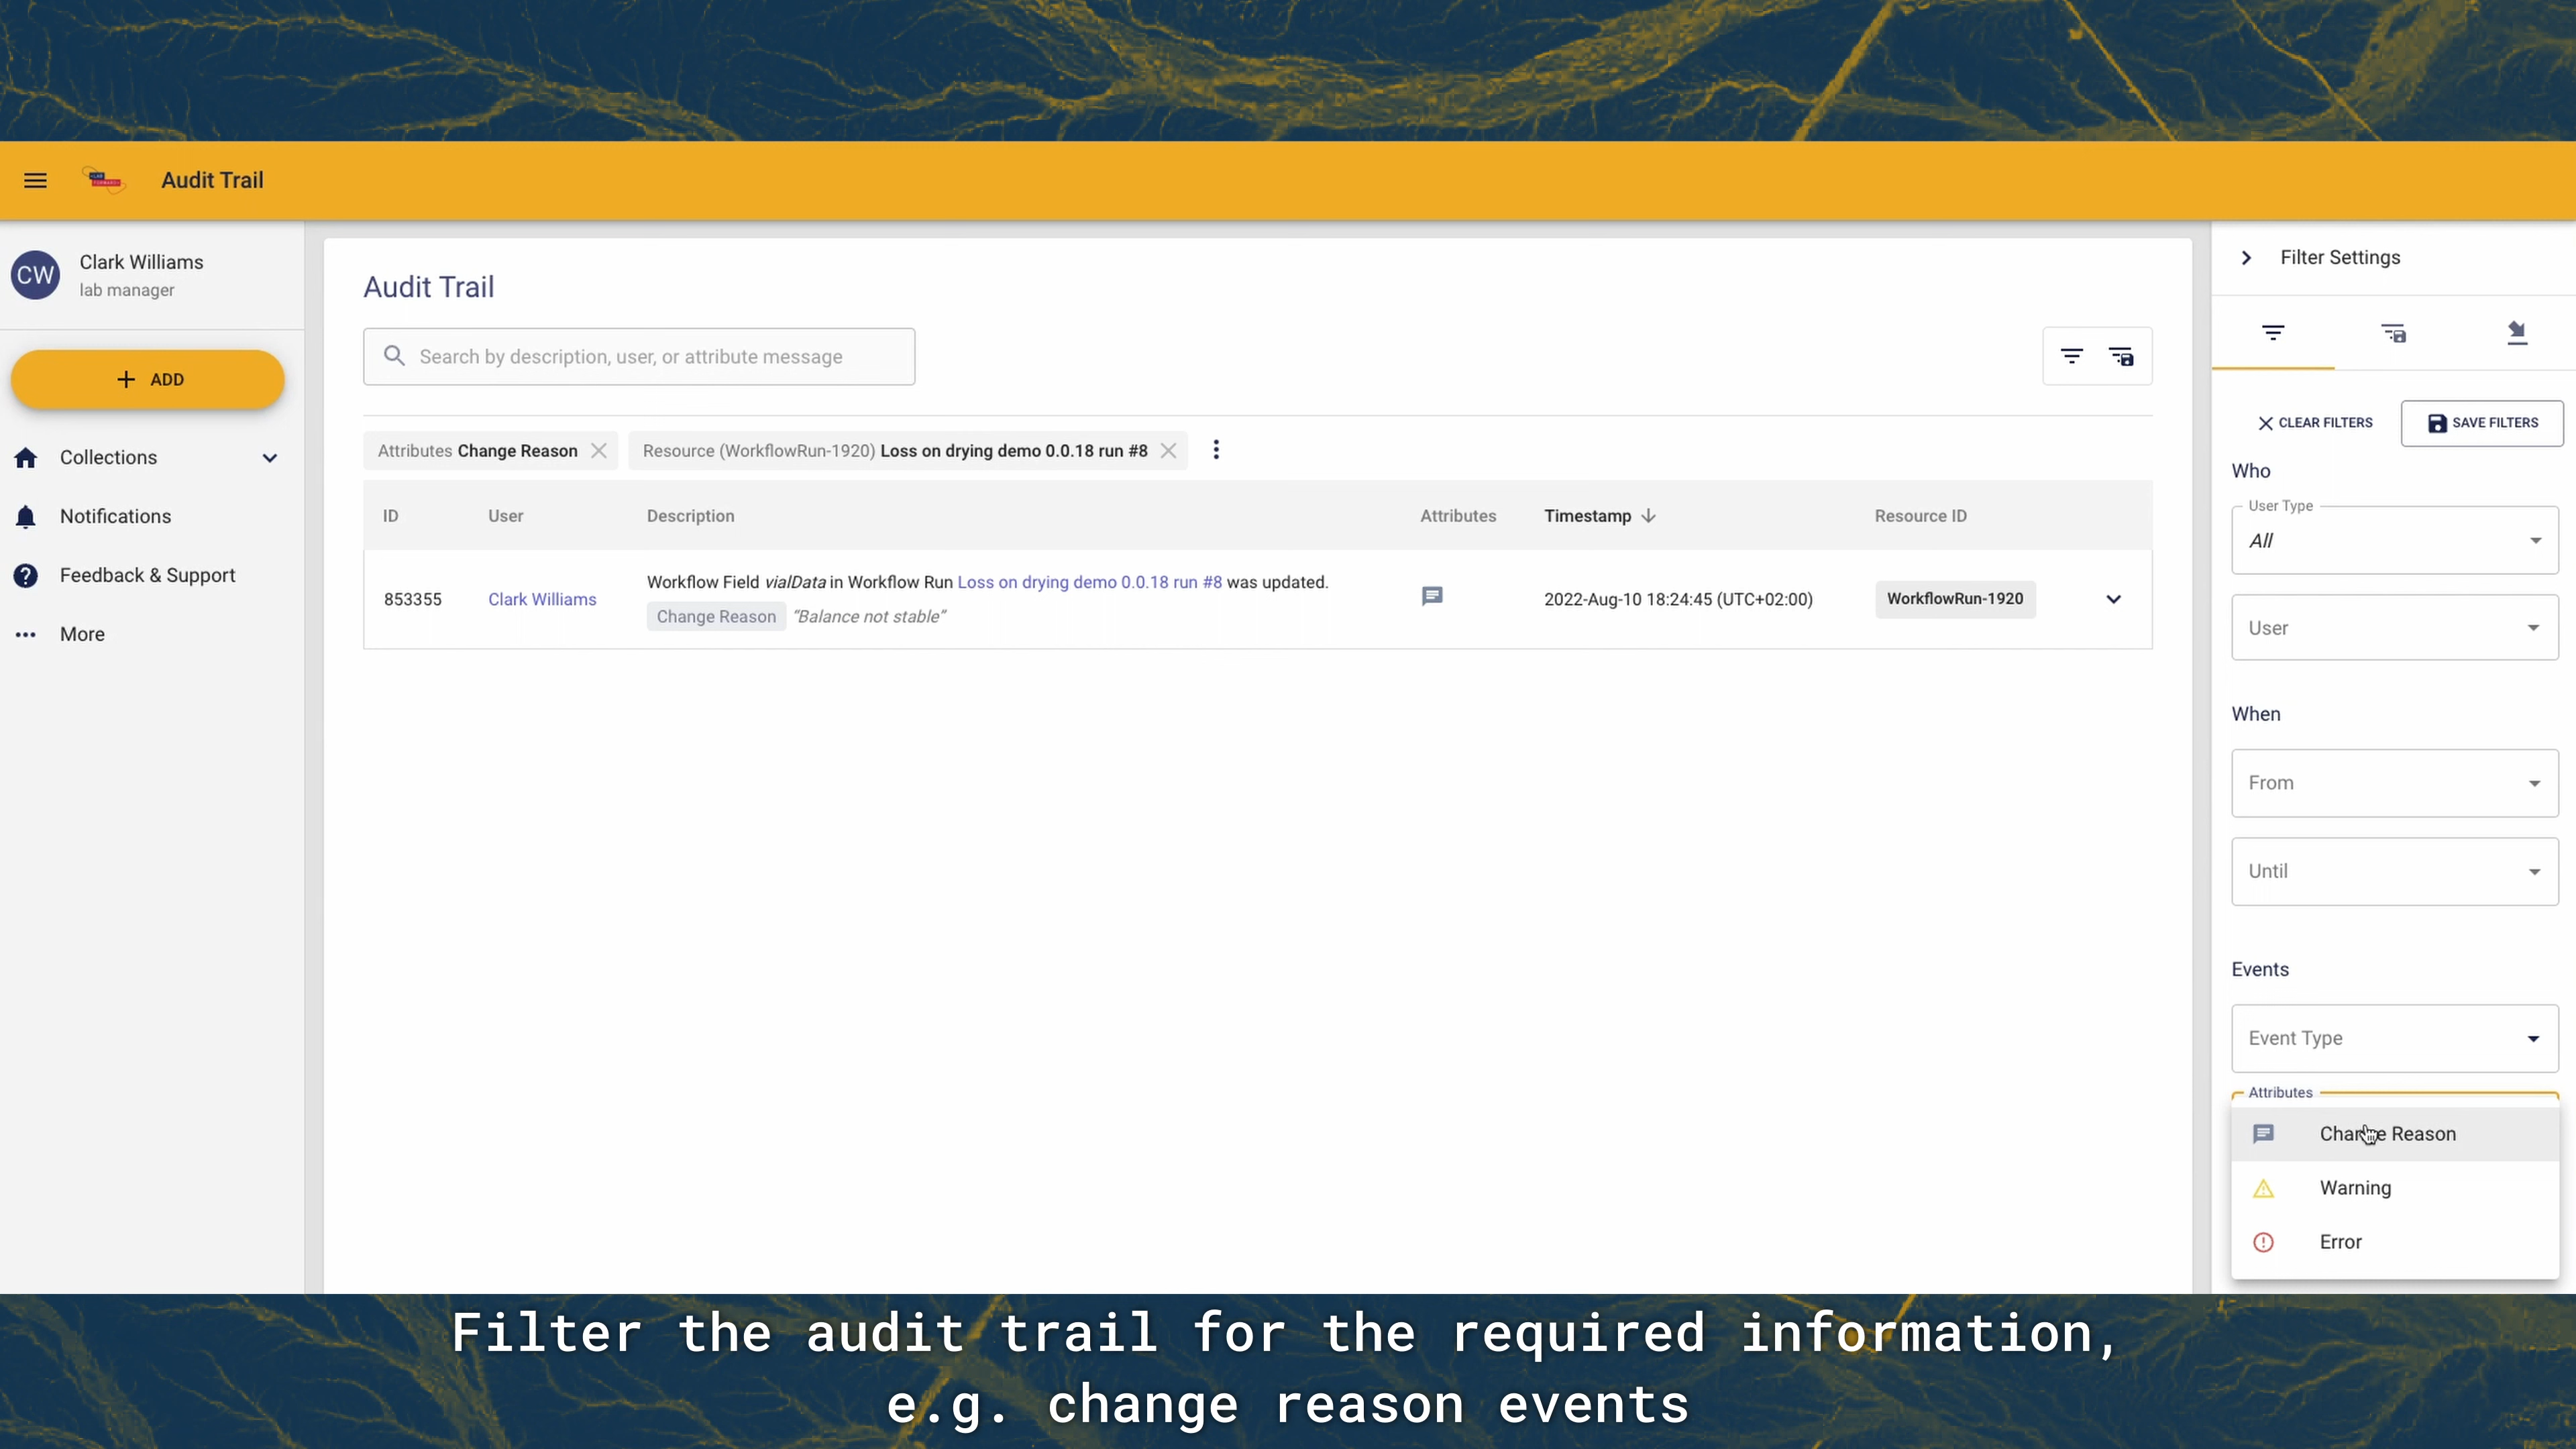 Audit Trail
CW
Clark Williams
lab manager
ADD
Collections
Notifications
Feedback & Support
More
Audit Trail
Search by description, user, or attribute message
Attributes Change Reason
Resource (WorkflowRun-1920) Loss on drying demo 0.0.18 run #8
ID User Description Attributes Timestamp Resource ID
853355
Clark Williams
Workflow Field vialData in Workflow Run Loss on drying demo 0.0.18 run #8 was updated.
Change Reason “Balance not stable”
2022-Aug-10 18:24:45 (UTC+02:00)
WorkflowRun-1920
Filter Settings
CLEAR FILTERS
SAVE FILTERS
Who
User Type
All
User
When
From
Until
Events
Event Type
Attributes
Change Reason
Warning
Error
Filter the audit trail for the required information,
e.g. change reason events